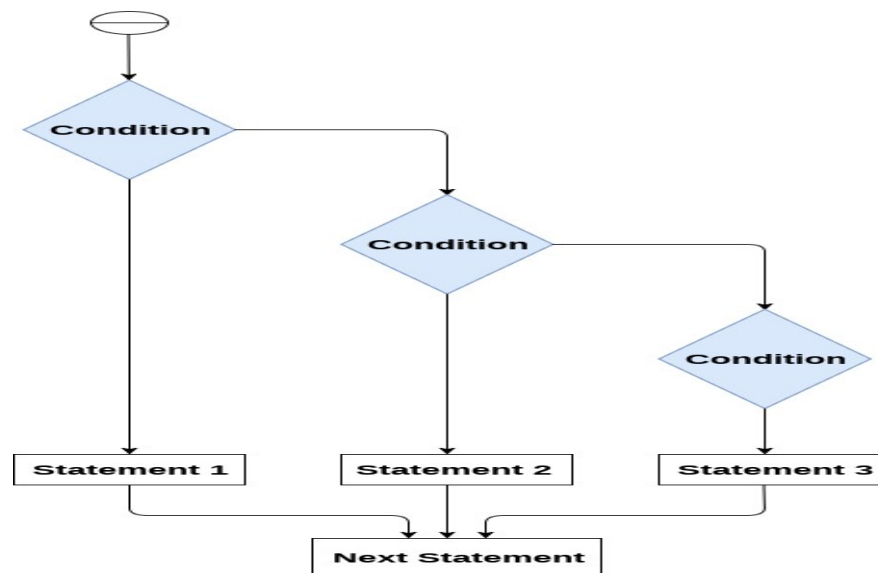 Condition
Condition
Condition
Statement 1
Statement 2
Statement 3
Next Statement